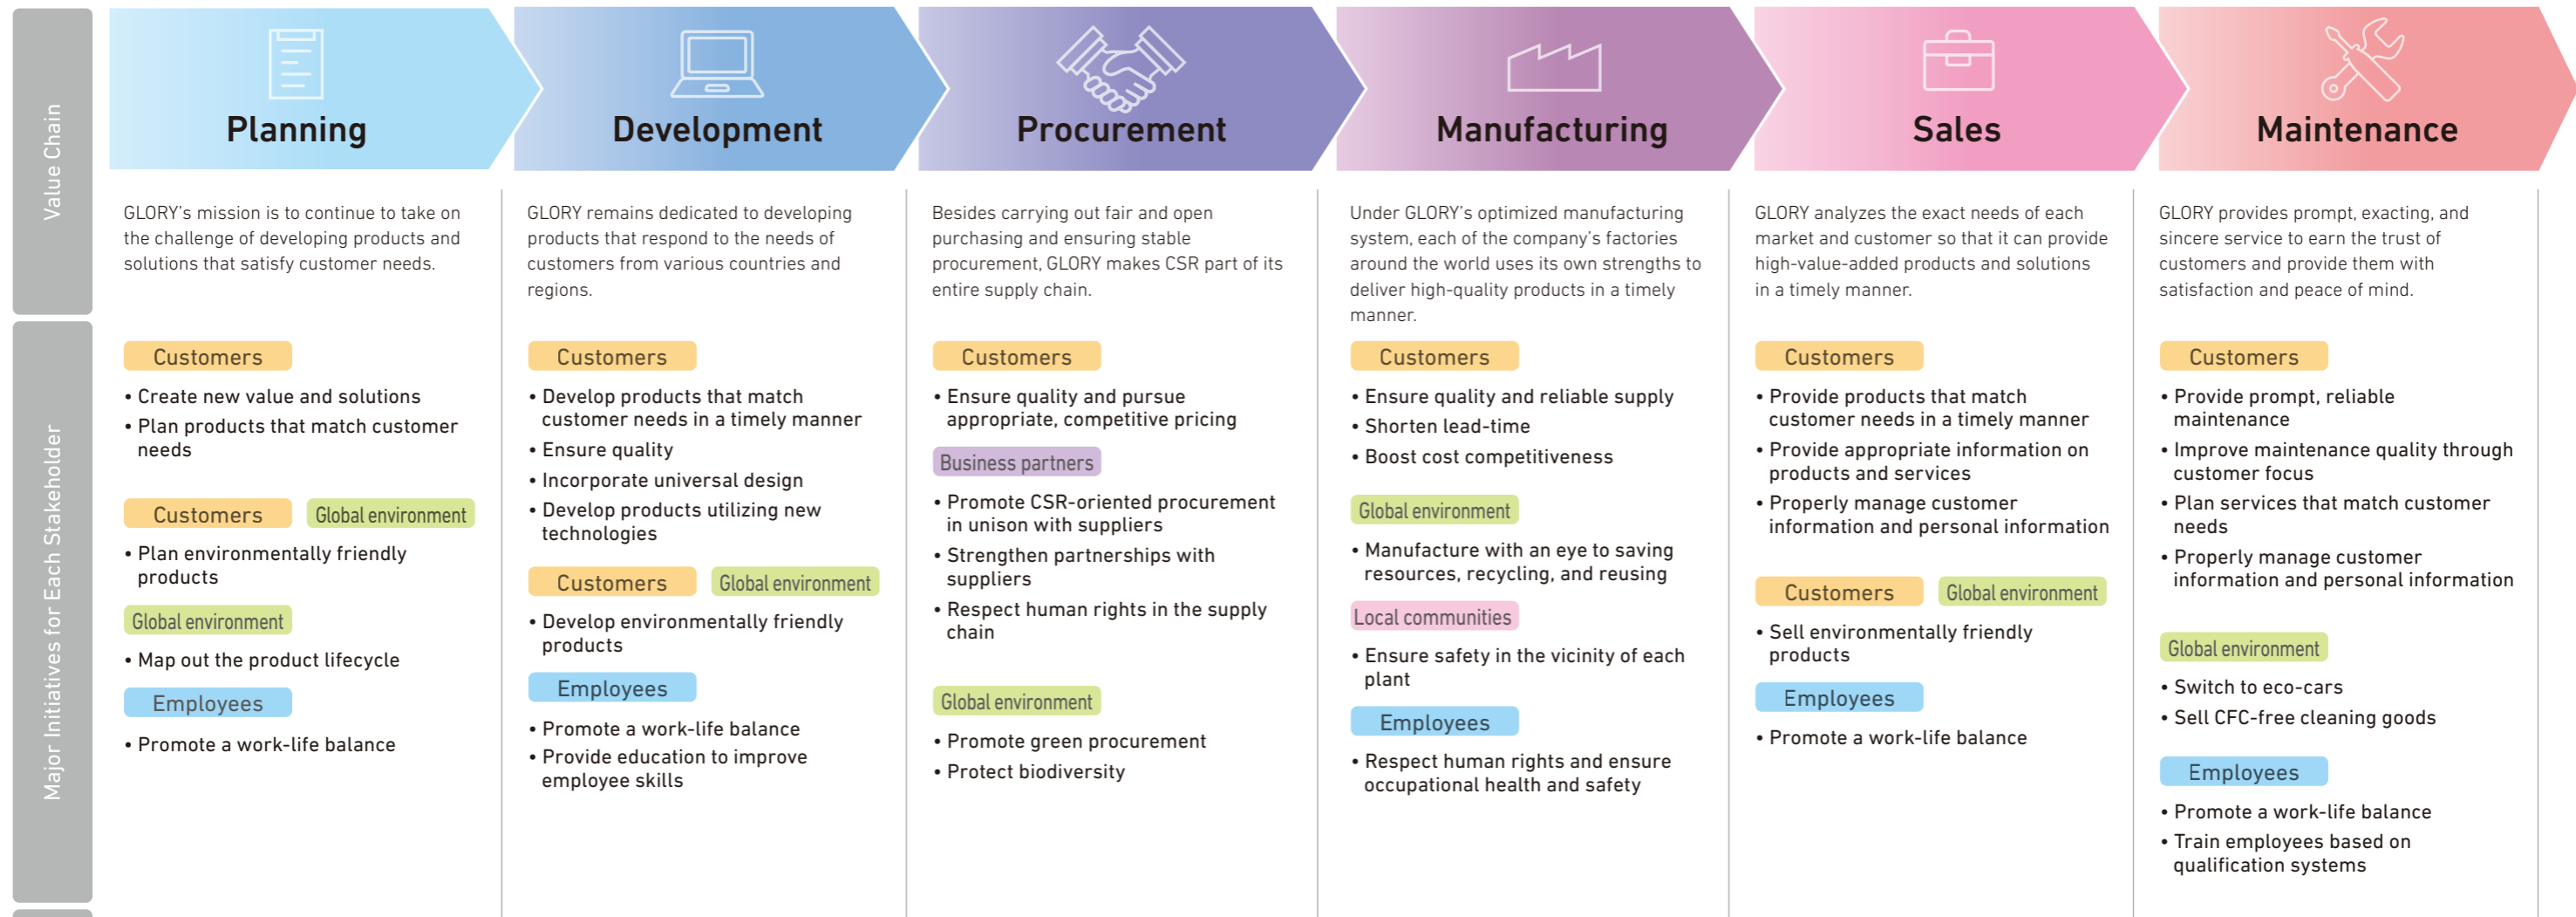 Value Chain
Planning
GLORY's mission is to continue to take on
the challenge of developing products and
solutions that satisfy customer needs.
Development
GLORY remains dedicated to developing
products that respond to the needs of
customers from various countries and
regions.
Procurement
Besides carrying out fair and open
purchasing and ensuring stable
procurement, GLORY makes CSR part of its
entire supply chain.
Manufacturing
Under GLORY's optimized manufacturing
system, each of the company's factories
around the world uses its own strengths to
deliver high-quality products in a timely
manner.
Sales
GLORY analyzes the exact needs of each
market and customer so that it can provide
high-value-added products and solutions
in a timely manner.
Maintenance
GLORY provides prompt, exacting, and
sincere service to earn the trust of
customers and provide them with
satisfaction and peace of mind.
Major Initiatives for Each Stakeholder
Customers
• Create new value and solutions
• Plan products that match customer
needs
Customers Global environment
• Plan environmentally friendly
products
Global environment
• Map out the product lifecycle
Employees
• Promote a work-life balance
Customers
• Develop products that match
customer needs in a timely manner
• Ensure quality
• Incorporate universal design
• Develop products utilizing new
technologies
Customers Global environment
• Develop environmentally friendly
products
Employees
• Promote a work-life balance
• Provide education to improve
employee skills
Customers
• Ensure quality and pursue
appropriate, competitive pricing
Business partners
• Promote CSR-oriented procurement
in unison with suppliers
• Strengthen partnerships with
suppliers
• Respect human rights in the supply
chain
Global environment
• Promote green procurement
• Protect biodiversity
Customers
• Ensure quality and reliable supply
• Shorten lead-time
• Boost cost competitiveness
Global environment
• Manufacture with an eye to saving
resources, recycling, and reusing
Local communities
• Ensure safety in the vicinity of each
plant
Employees
• Respect human rights and ensure
occupational health and safety
Customers
• Provide products that match
customer needs in a timely manner
• Provide appropriate information on
products and services
• Properly manage customer
information and personal information
Customers Global environment
• Sell environmentally friendly
products
Employees
• Promote a work-life balance
Customers
• Provide prompt, reliable
maintenance
• Improve maintenance quality through
customer focus
• Plan services that match customer
needs
• Properly manage customer
information and personal information
Global environment
• Switch to eco-cars
• Sell CFC-free cleaning goods
Employees
• Promote a work-life balance
• Train employees based on
qualification systems